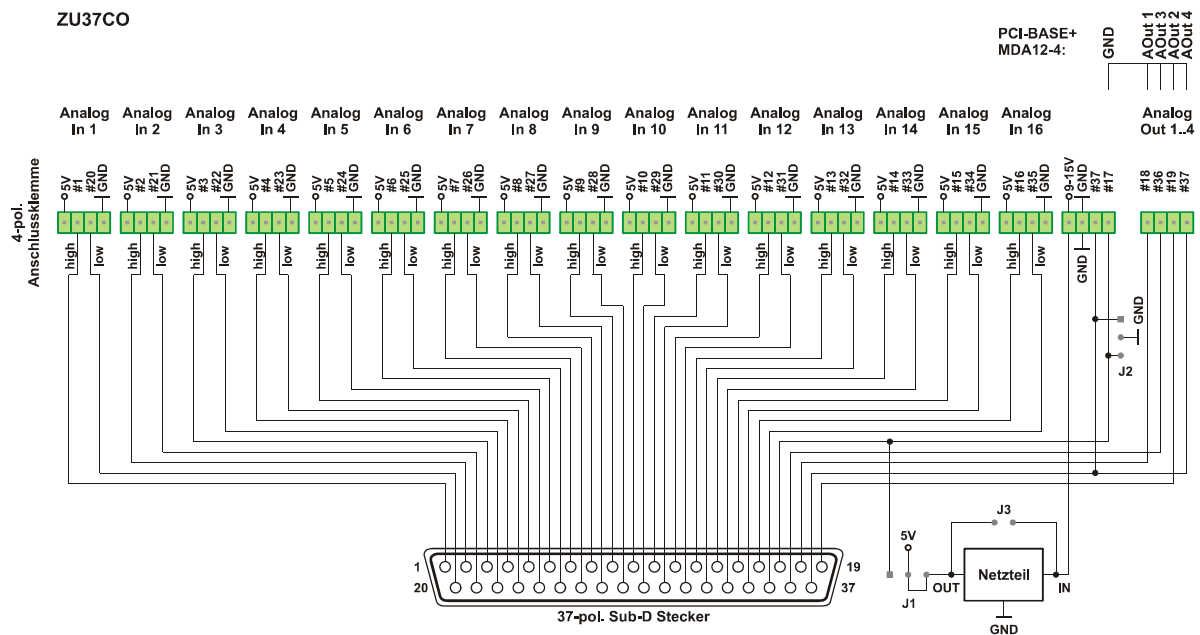 ZU37CO
PCI-BASE+
MDA12-4:
GND
AOut 1
AOut 3
AOut 2
AOut 4
Analog
In 1
Analog
In 2
Analog
In 3
Analog
In 4
Analog
In 5
Analog
In 6
Analog
In 7
Analog
In 8
Analog
In 9
Analog
In 10
Analog
In 11
Analog
In 12
Analog
In 13
Analog
In 14
Analog
In 15
Analog
In 16
Analog
Out 1..4
4-pol.
Anschlussklemme
5V
#1
#20
GND
5V
#2
#21
GND
5V
#3
#22
GND
5V
#4
#23
GND
5V
#5
#24
GND
5V
#6
#25
GND
5V
#7
#26
GND
5V
#8
#27
GND
5V
#9
#28
GND
5V
#10
#29
GND
5V
#11
#30
GND
5V
#12
#31
GND
5V
#13
#32
GND
5V
#14
#33
GND
5V
#15
#34
GND
5V
#16
#35
GND
9-15V
GND
#37
#17
#18
#36
#19
#37
high
low
high
low
high
low
high
low
high
low
high
low
high
low
high
low
high
low
high
low
high
low
high
low
high
low
high
low
high
low
high
low
GND
GND
J2
J3
5V
1
19
20
37
OUT
Netzteil
IN
J1
37-pol. Sub-D Stecker
GND